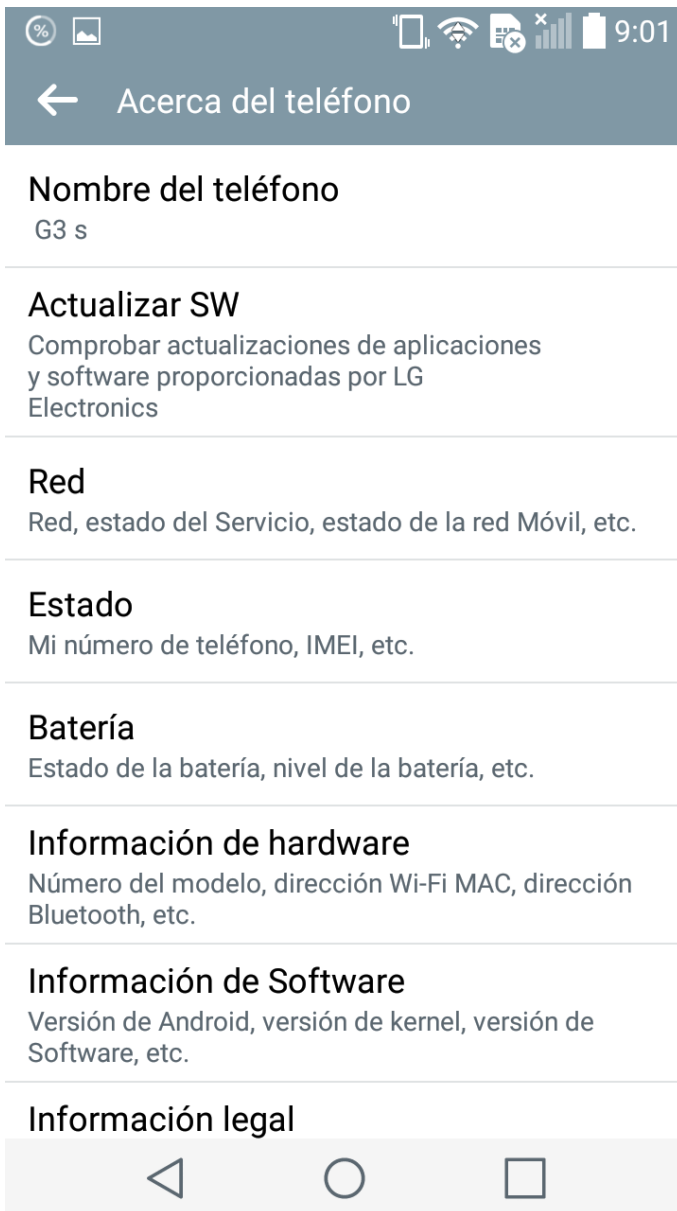 %
9:01
Acerca del teléfono
Nombre del teléfono
G3 s
Actualizar SW
Comprobar actualizaciones de aplicaciones
y software proporcionadas por LG
Electronics
Red
Red, estado del Servicio, estado de la red Móvil, etc.
Estado
Mi número de teléfono, IMEI, etc.
Batería
Estado de la batería, nivel de la batería, etc.
Información de hardware
Número del modelo, dirección Wi-Fi MAC, dirección
Bluetooth, etc.
Información de Software
Versión de Android, versión de kernel, versión de
Software, etc.
Información legal